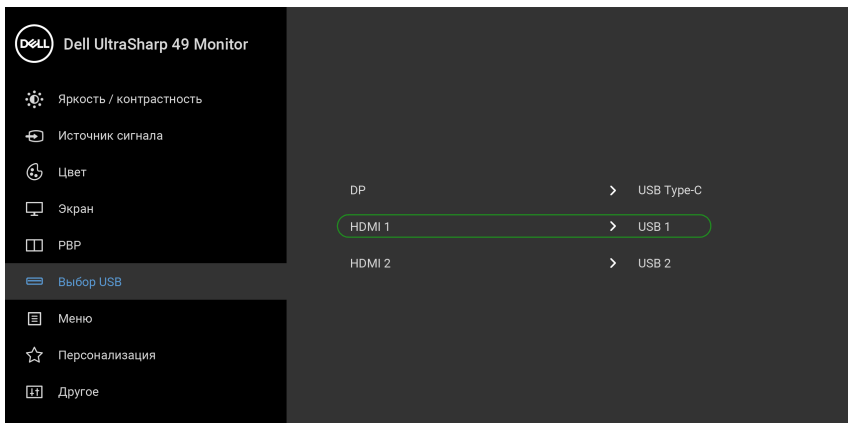 DELL Dell UltraSharp 49 Monitor
Яркость / контрастность
Источник сигнала
Цвет
Экран
PBP
Выбор USB
Меню
Персонализация
Другое
DP USB Type-C
HDMI 1 USB 1
HDMI 2 USB 2